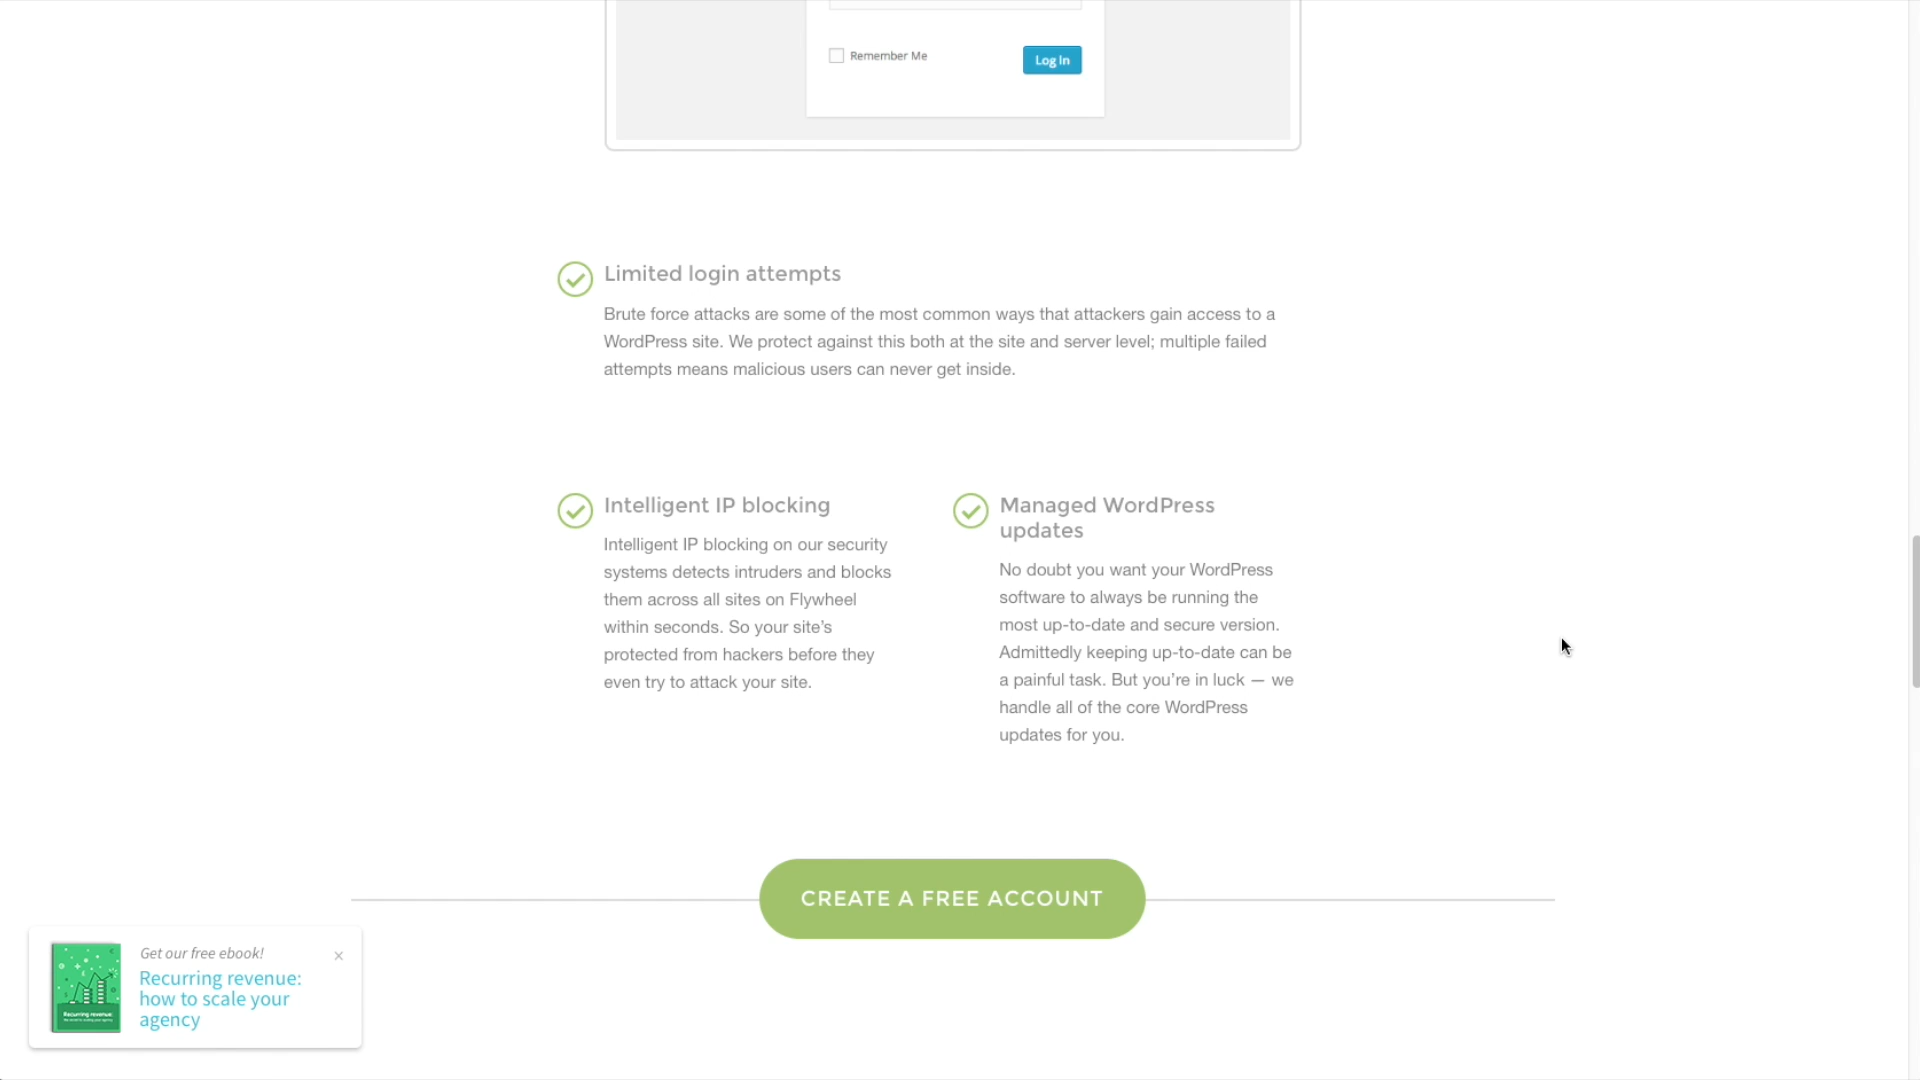 Remember Me
Log In
Limited login attempts
Brute force attacks are some of the most common ways that attackers gain access to a
WordPress site. We protect against this both at the site and server level; multiple failed
attempts means malicious users can never get inside.
Intelligent IP blocking
Intelligent IP blocking on our security
systems detects intruders and blocks
them across all sites on Flywheel
within seconds. So your site’s
protected from hackers before they
even try to attack your site.
Managed WordPress
updates
No doubt you want your WordPress
software to always be running the
most up-to-date and secure version.
Admittedly keeping up-to-date can be
a painful task. But you’re in luck — we
handle all of the core WordPress
updates for you.
CREATE A FREE ACCOUNT
Get our free ebook!
Recurring revenue:
how to scale your
agency
Recurring revenue: